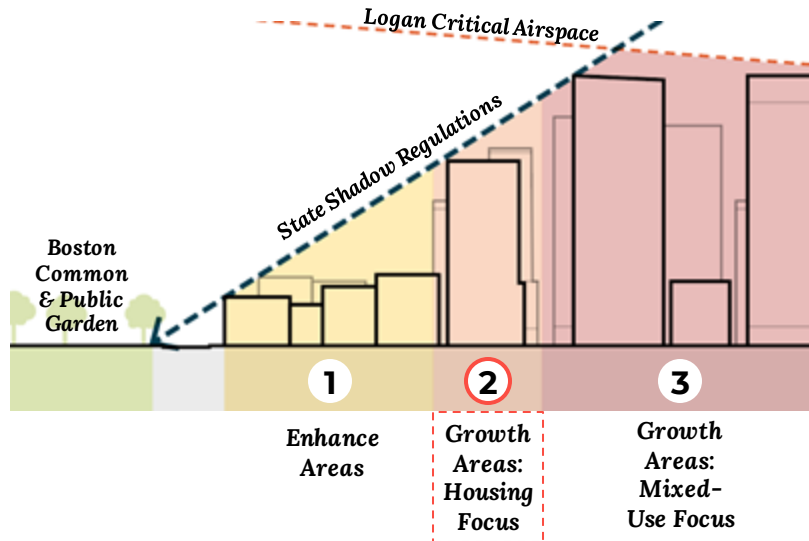 Logan Critical Airspace
State Shadow Regulations
Boston
Common
& Public
Garden
1
2
3
Enhance
Areas
Growth
Areas:
Housing
Focus
Growth
Areas:
Mixed-
Use Focus